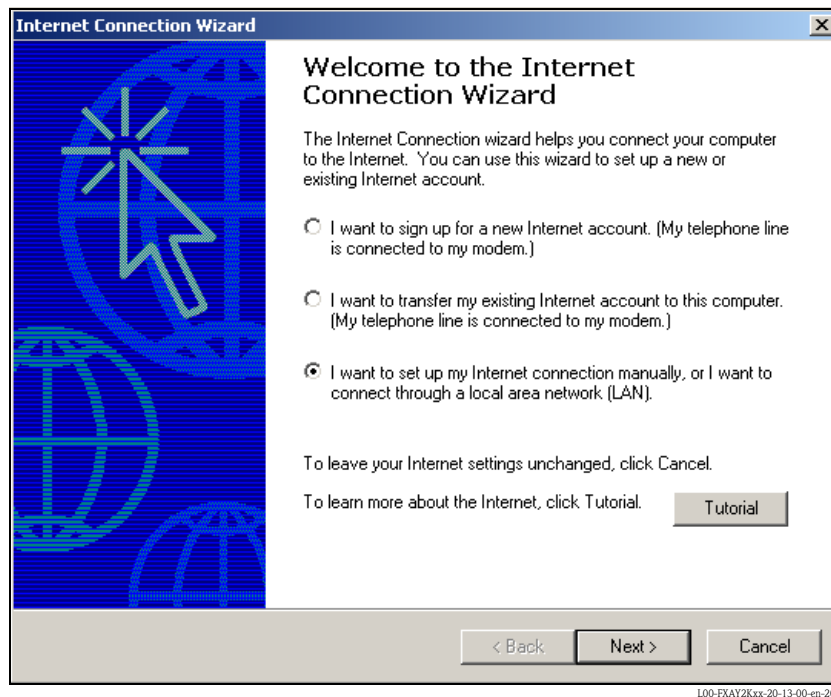 Internet Connection Wizard
Welcome to the Internet
Connection Wizard
The Internet Connection wizard helps you connect your computer
to the Internet. You can use this wizard to set up a new or
existing Internet account.
I want to sign up for a new Internet account. (My telephone line
is connected to my modem.)
I want to transfer my existing Internet account to this computer.
(My telephone line is connected to my modem.)
I want to set up my Internet connection manually, or I want to
connect through a local area network (LAN).
To leave your Internet settings unchanged, click Cancel.
To learn more about the Internet, click Tutorial.
Tutorial
< Back
Next >
Cancel